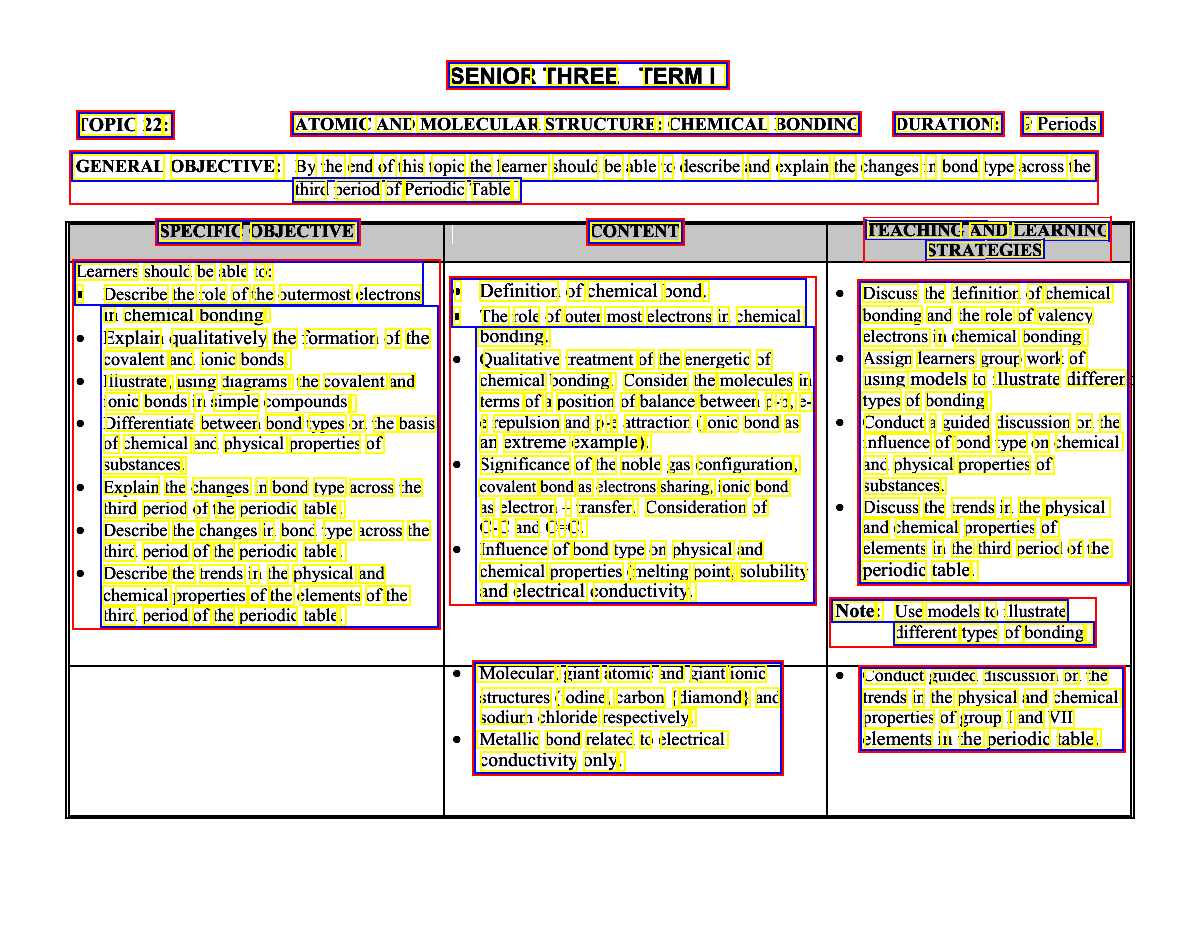 SENIOR THREE TERM I
TOPIC 22: ATOMIC AND MOLECULAR STRUCTURE: CHEMICAL BONDING DURATION: Periods
GENERAL OBJECTIVE: By the end of this topic the learner should be able to describe and explain the changes in bond type across the
third period of Periodic Table
SPECIFIC OBJECTIVE
Learners should be able to:
• Describe the role of the outermost electrons
in chemical bonding
• Explain qualitatively the formation of the
covalent and ionic bonds
• Illustrate, using diagrams the covalent and
ionic bonds in simple compounds
• Differentiate between bond types on the basis
of chemical and physical properties of
substances.
• Explain the changes in bond type across the
third period of the periodic table.
• Describe the changes in bond type across the
third period of the periodic table.
• Describe the trends in the physical and
chemical properties of the elements of the
third period of the periodic table.
CONTENT
• Definition of chemical bond.
• The role of outer most electrons in chemical
bonding.
• Qualitative treatment of the energetic of
chemical bonding. Consider the molecules in
terms of a position of balance between p-p, e-
e repulsion and p-e attraction (ionic bond as
an extreme example).
• Significance of the noble gas configuration,
covalent bond as electrons sharing, ionic bond
as electron – transfer. Consideration of
C-C and C=C.
• Influence of bond type on physical and
chemical properties (melting point, solubility
and electrical conductivity.
TEACHING AND LEARNING
STRATEGIES
• Discuss the definition of chemical
bonding and the role of valency
electrons in chemical bonding
• Assign learners group work of
using models to illustrate different
types of bonding
• Conduct a guided discussion on the
influence of bond type on chemical
and physical properties of
substances.
• Discuss the trends in the physical
and chemical properties of
elements in the third period of the
periodic table.
Note: Use models to illustrate
different types of bonding
• Molecular, giant atomic and giant ionic
structures (iodine, carbon {diamond} and
sodium chloride respectively.
• Metallic bond related to electrical
conductivity only.
• Conduct guided discussion on the
trends in the physical and chemical
properties of group I and VII
elements in the periodic table.